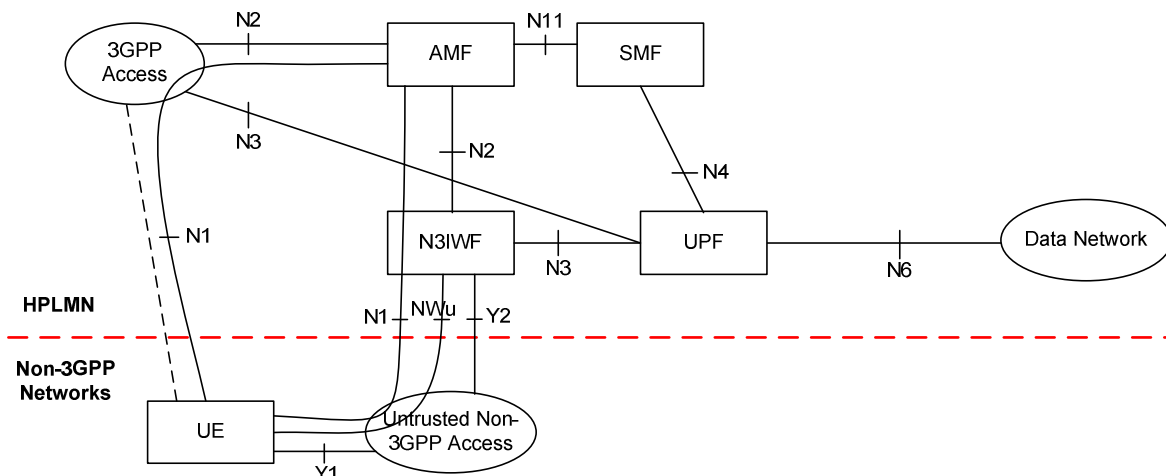 N2
N11
3GPP
Access
AMF
SMF
N3
N2
N4
N1
N3IWF
UPF
Data Network
N3
N6
HPLMN
N1
NWu
Y2
Non-3GPP
Networks
UE
Untrusted Non-
3GPP Access
Y1